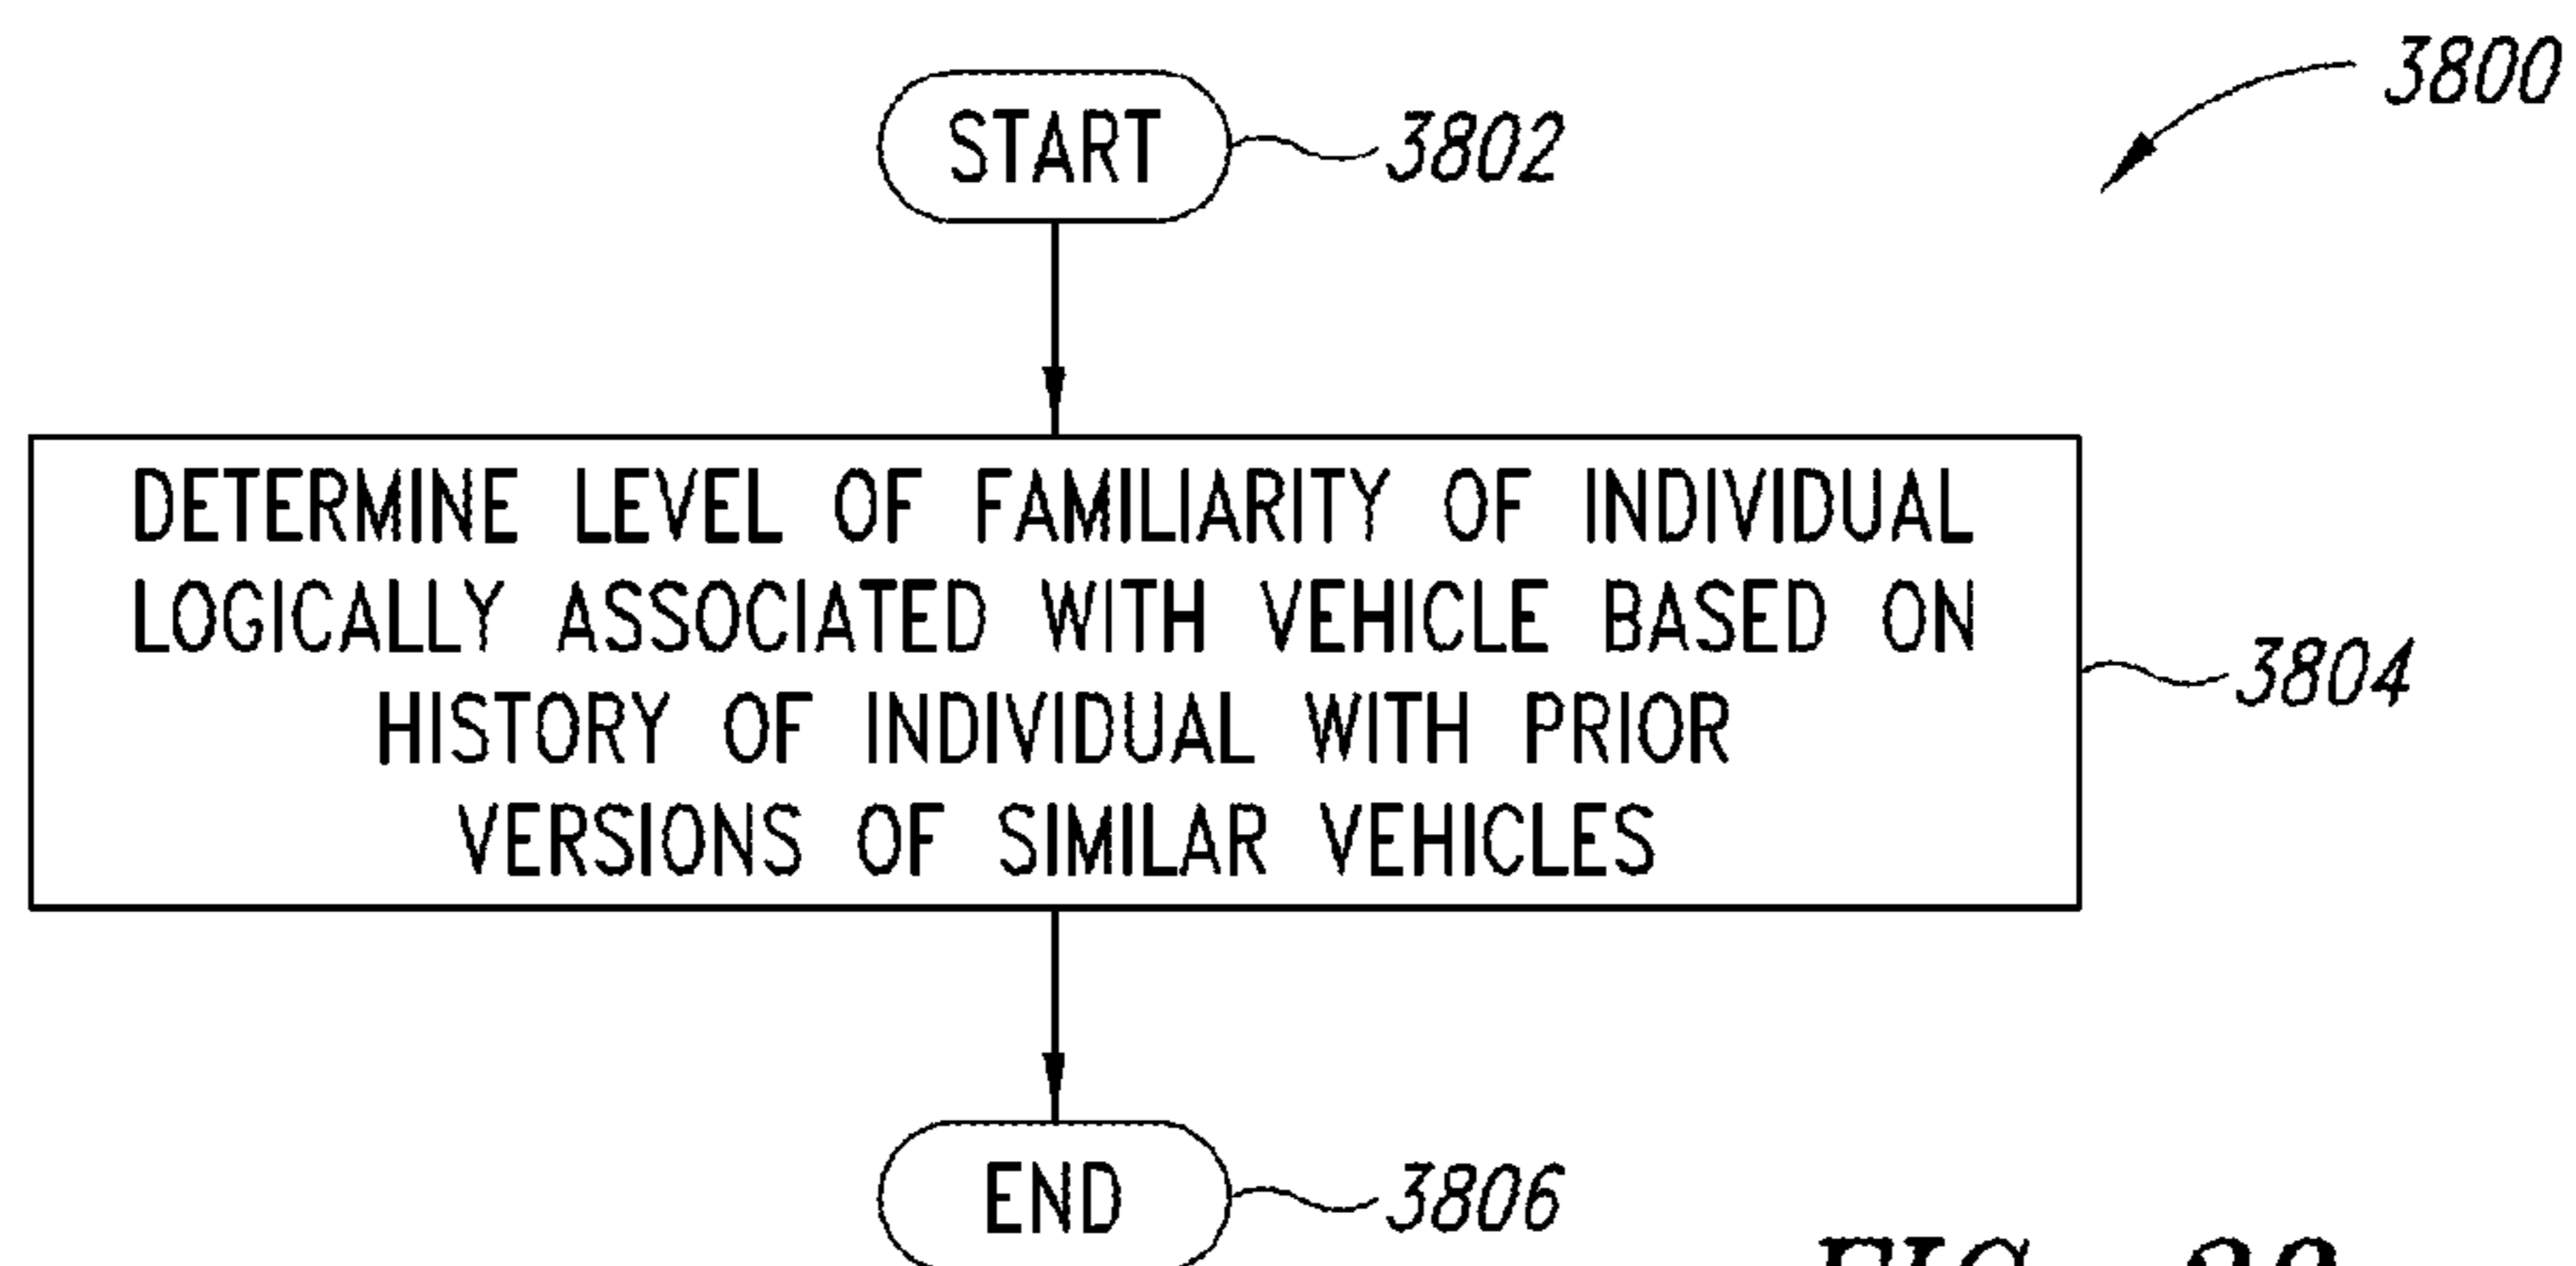 3800
START
3802
DETERMINE LEVEL OF FAMILIARITY OF INDIVIDUAL
LOGICALLY ASSOCIATED WITH VEHICLE BASED ON
HISTORY OF INDIVIDUAL WITH PRIOR
VERSIONS OF SIMILAR VEHICLES
3804
END
3806